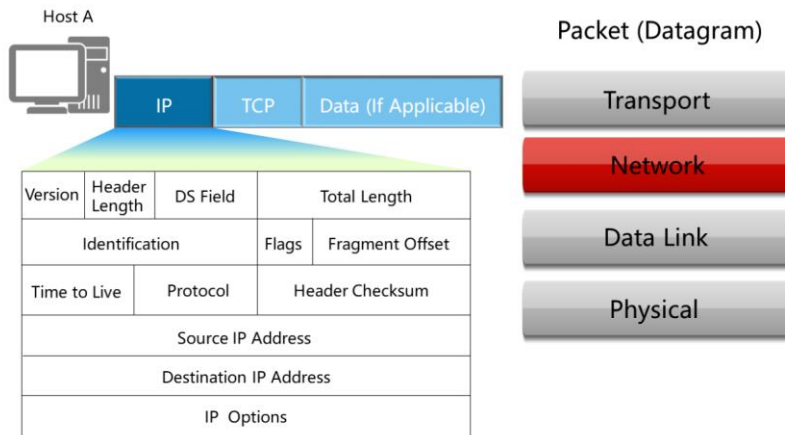 Host A
Packet (Datagram)
IP TCP Data (If Applicable)
Transport
Network
Data Link
Physical
Version Header Length DS Field Total Length
Identification Flags Fragment Offset
Time to Live Protocol Header Checksum
Source IP Address
Destination IP Address
IP Options